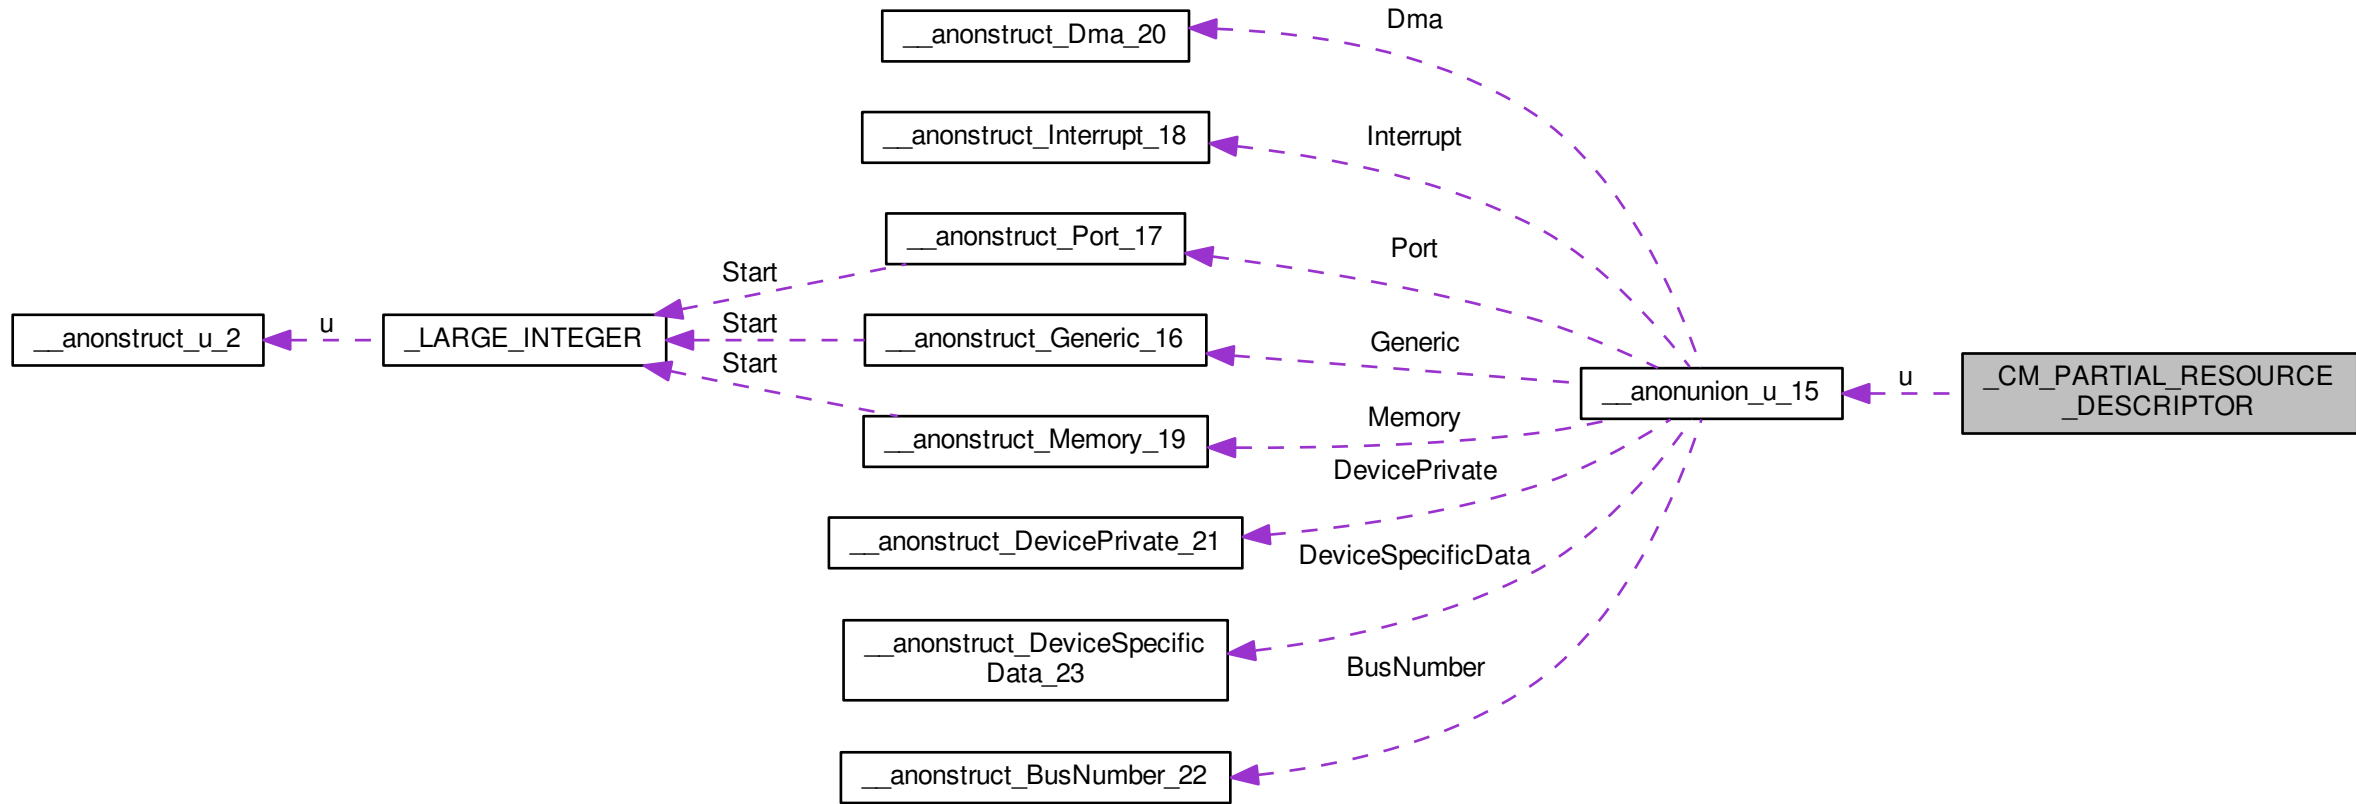 Dma
__anonstruct_Dma_20
Interrupt
__anonstruct_Interrupt_18
Port
__anonstruct_Port_17
Start
u
Start
Generic
__anonstruct_u_2
_LARGE_INTEGER
__anonstruct_Generic_16
Start
__anonunion_u_15
u
_CM_PARTIAL_RESOURCE
_DESCRIPTOR
Memory
__anonstruct_Memory_19
DevicePrivate
__anonstruct_DevicePrivate_21
DeviceSpecificData
__anonstruct_DeviceSpecific
Data_23
BusNumber
__anonstruct_BusNumber_22